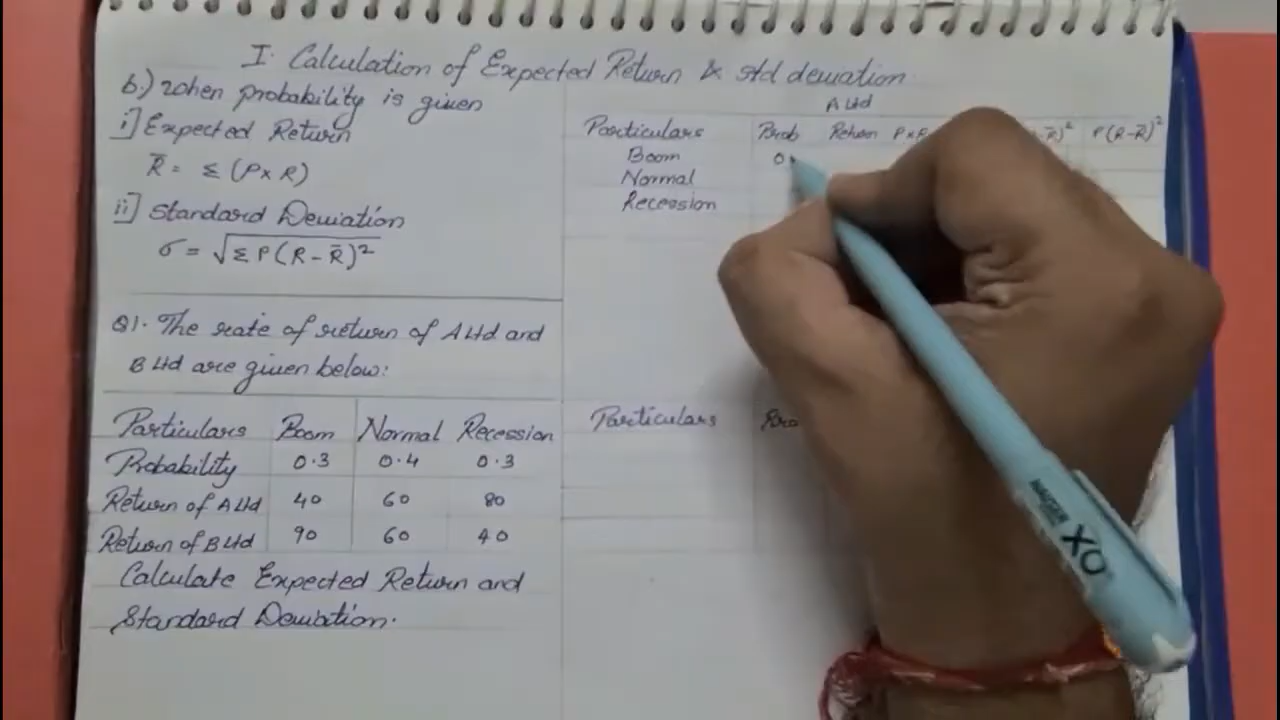 I. Calculation of Expected Return & std deviation
b.) when probability is given
i] Expected Return
R̄ = Σ (P×R)
ii] Standard Deviation
σ = √Σ P(R-R̄)²
Q1. The rate of return of A Ltd and
B Ltd are given below:
Particulars Boom Normal Recession
Probability 0.3 0.4 0.3
Return of A Ltd 40 60 80
Return of B Ltd 90 60 40
Calculate Expected Return and
Standard Deviation.
A Ltd
Particulars Prob Return P×R P(R-R̄)²
Boom 0.
Normal
Recession
Particulars
HAUSER XO